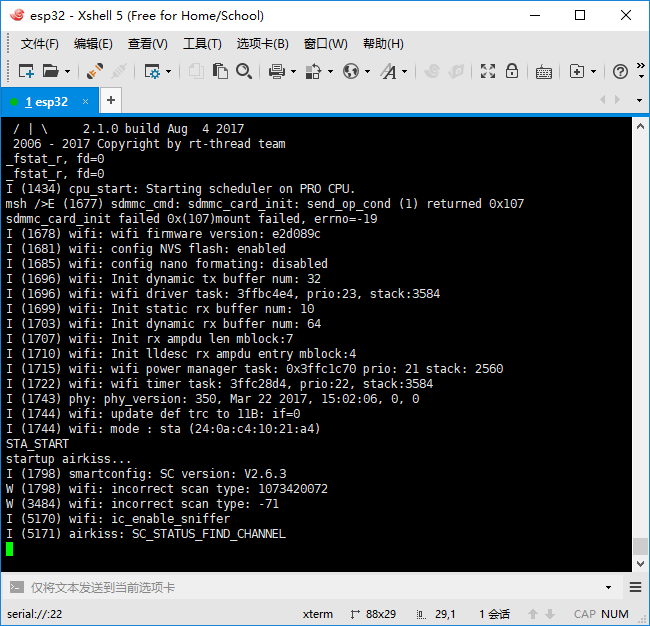 esp32 - Xshell 5 (Free for Home/School)
文件(F) 编辑(E) 查看(V) 工具(T) 选项卡(B) 窗口(W) 帮助(H)
1 esp32 × +
/ | \ 2.1.0 build Aug 4 2017
2006 - 2017 Copyright by rt-thread team
_fstat_r, fd=0
_fstat_r, fd=0
I (1434) cpu_start: Starting scheduler on PRO CPU.
msh />E (1677) sdmmc_cmd: sdmmc_card_init: send_op_cond (1) returned 0x107
sdmmc_card_init failed 0x(107)mount failed, errno=-19
I (1678) wifi: wifi firmware version: e2d089c
I (1681) wifi: config NVS flash: enabled
I (1685) wifi: config nano formating: disabled
I (1696) wifi: Init dynamic tx buffer num: 32
I (1696) wifi: wifi driver task: 3ffbc4e4, prio:23, stack:3584
I (1699) wifi: Init static rx buffer num: 10
I (1703) wifi: Init dynamic rx buffer num: 64
I (1707) wifi: Init rx ampdu len mblock:7
I (1710) wifi: Init lldesc rx ampdu entry mblock:4
I (1715) wifi: wifi power manager task: 0x3ffc1c70 prio: 21 stack: 2560
I (1722) wifi: wifi timer task: 3ffc28d4, prio:22, stack:3584
I (1743) phy: phy_version: 350, Mar 22 2017, 15:02:06, 0, 0
I (1744) wifi: update def trc to 11B: if=0
I (1744) wifi: mode : sta (24:0a:c4:10:21:a4)
STA_START
startup airkiss...
I (1798) smartconfig: SC version: V2.6.3
W (1798) wifi: incorrect scan type: 1073420072
W (3484) wifi: incorrect scan type: -71
I (5170) wifi: ic_enable_sniffer
I (5171) airkiss: SC_STATUS_FIND_CHANNEL
仅将文本发送到当前选项卡
serial://:22 xterm 88x29 29,1 1 会话 CAP NUM